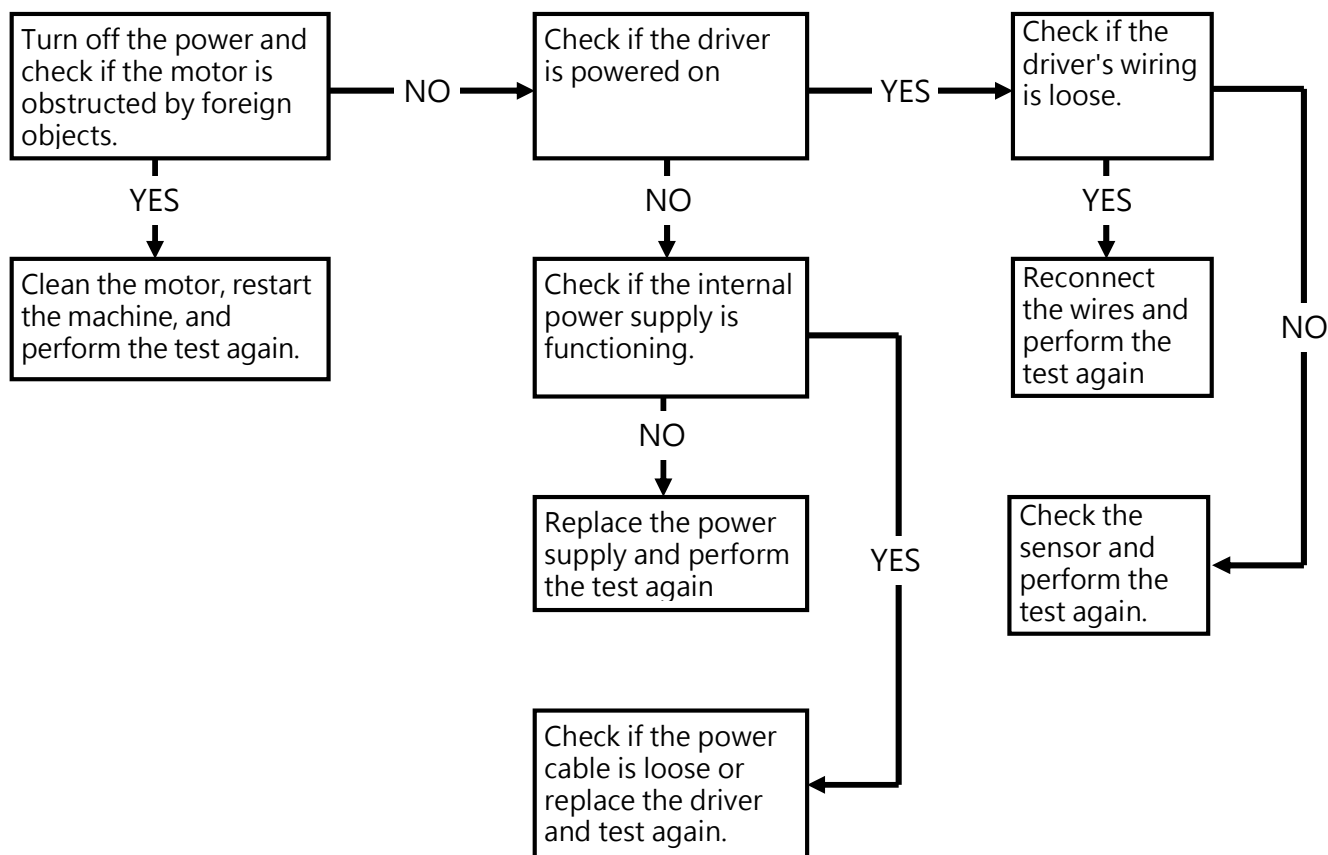 Turn off the power and
check if the motor is
obstructed by foreign
objects.
NO
Check if the driver
is powered on
YES
Check if the
driver's wiring
is loose.
YES
NO
YES
Clean the motor, restart
the machine, and
perform the test again.
Check if the internal
power supply is
functioning.
Reconnect
the wires and
perform the
test again
NO
NO
Replace the power
supply and perform
the test again
YES
Check the
sensor and
perform the
test again.
Check if the power
cable is loose or
replace the driver
and test again.